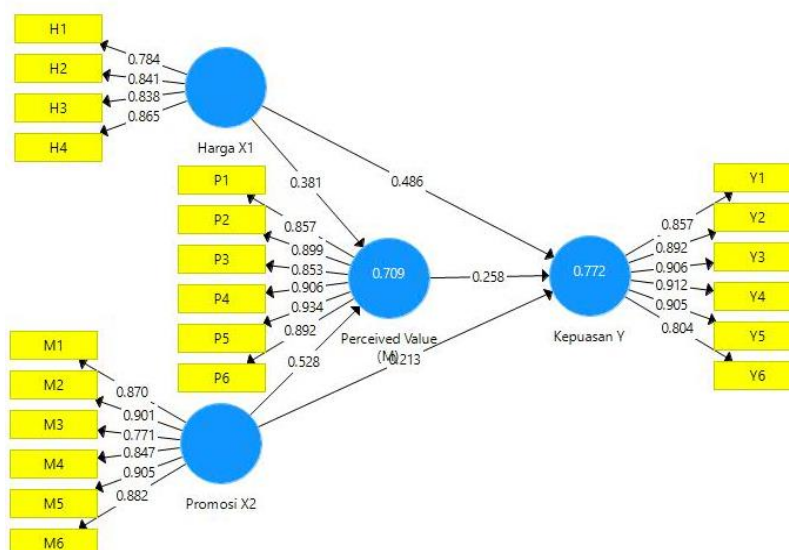 H1
H2
H3
H4
0.784
0.841
0.838
0.865
Harga X1
0.381
0.486
P1
P2
P3
P4
P5
P6
0.857
0.899
0.853
0.906
0.934
0.892
0.709
Perceived Value
(M)
0.258
0.772
Kepuasan Y
Y1
Y2
Y3
Y4
Y5
Y6
0.857
0.892
0.906
0.912
0.905
0.804
0.528
0.213
M1
M2
M3
M4
M5
M6
0.870
0.901
0.771
0.847
0.905
0.882
Promosi X2